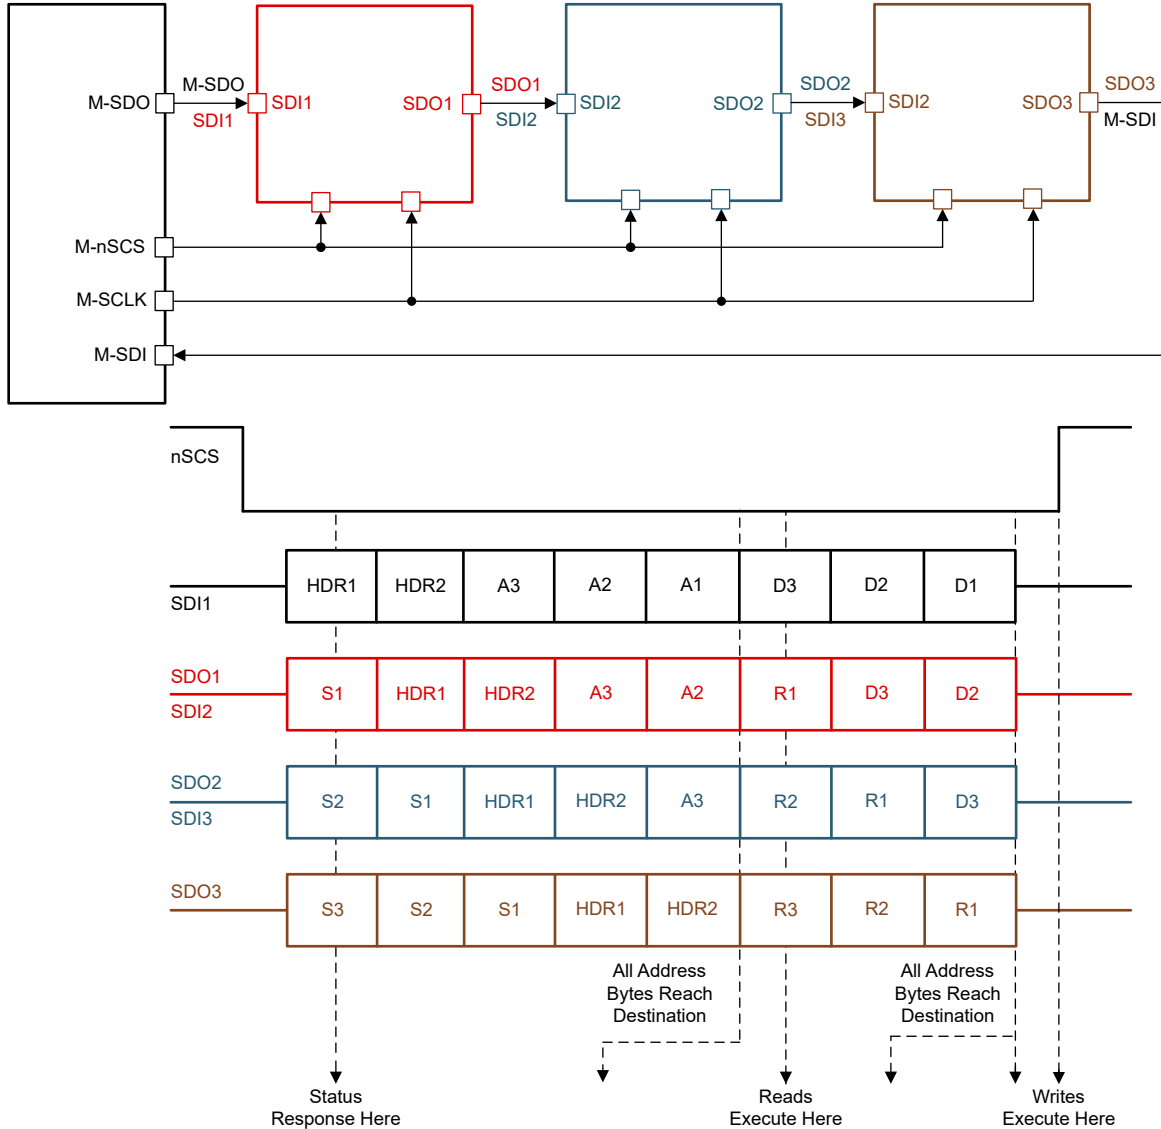 M-SDO
M-SDO
SDI1
SDI1
SDO1
SDO1
SDI2
SDI2
SDO2
SDO2
SDI3
SDI2
SDO3
SDO3
M-SDI
M-nSCS
M-SCLK
M-SDI
nSCS
SDI1
HDR1 HDR2 A3 A2 A1 D3 D2 D1
SDO1
SDI2
S1 HDR1 HDR2 A3 A2 R1 D3 D2
SDO2
SDI3
S2 S1 HDR1 HDR2 A3 R2 R1 D3
SDO3
S3 S2 S1 HDR1 HDR2 R3 R2 R1
All Address
Bytes Reach
Destination
All Address
Bytes Reach
Destination
Status
Response Here
Reads
Execute Here
Writes
Execute Here